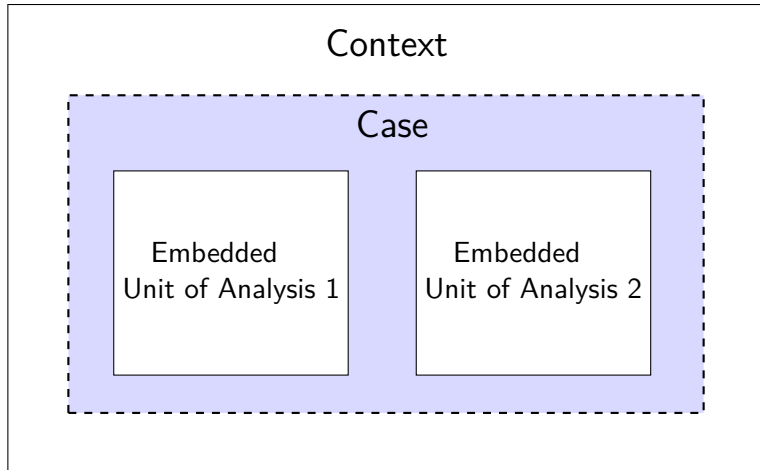 Context
Case
Embedded
Unit of Analysis 1
Embedded
Unit of Analysis 2